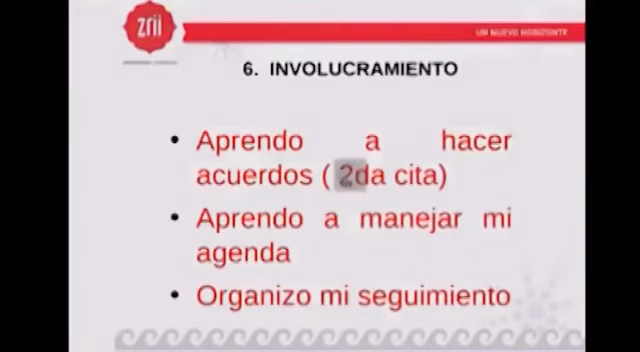 zrii
UN NUEVO HORIZONTE
6. INVOLUCRAMIENTO
• Aprendo a hacer
acuerdos ( 2da cita)
• Aprendo a manejar mi
agenda
• Organizo mi seguimiento